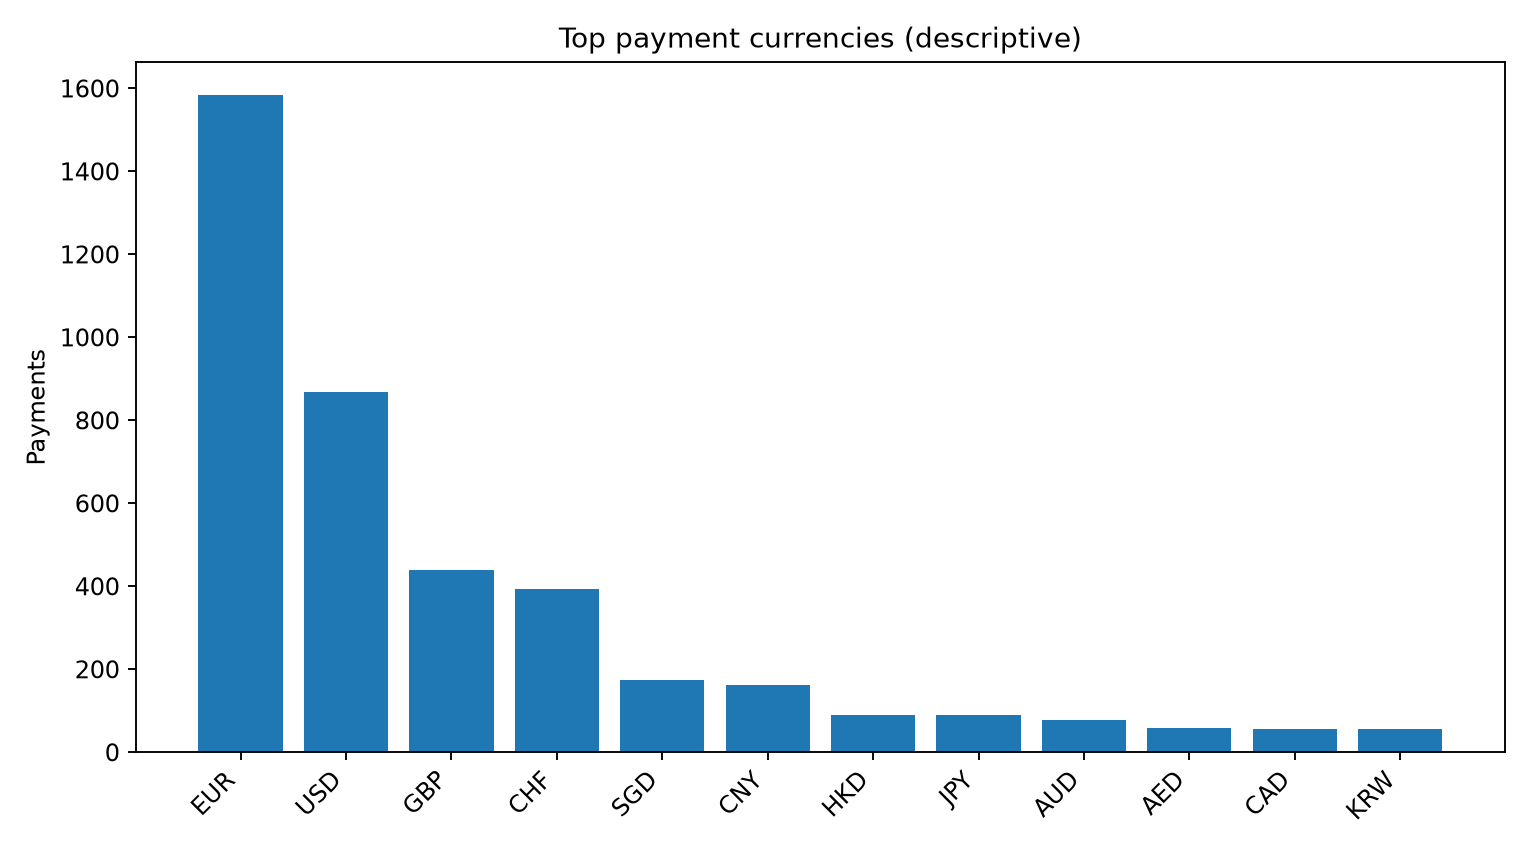 Top payment currencies (descriptive)
Payments
1600
1400
1200
1000
800
600
400
200
0
EUR
USD
GBP
CHF
SGD
CNY
HKD
JPY
AUD
AED
CAD
KRW